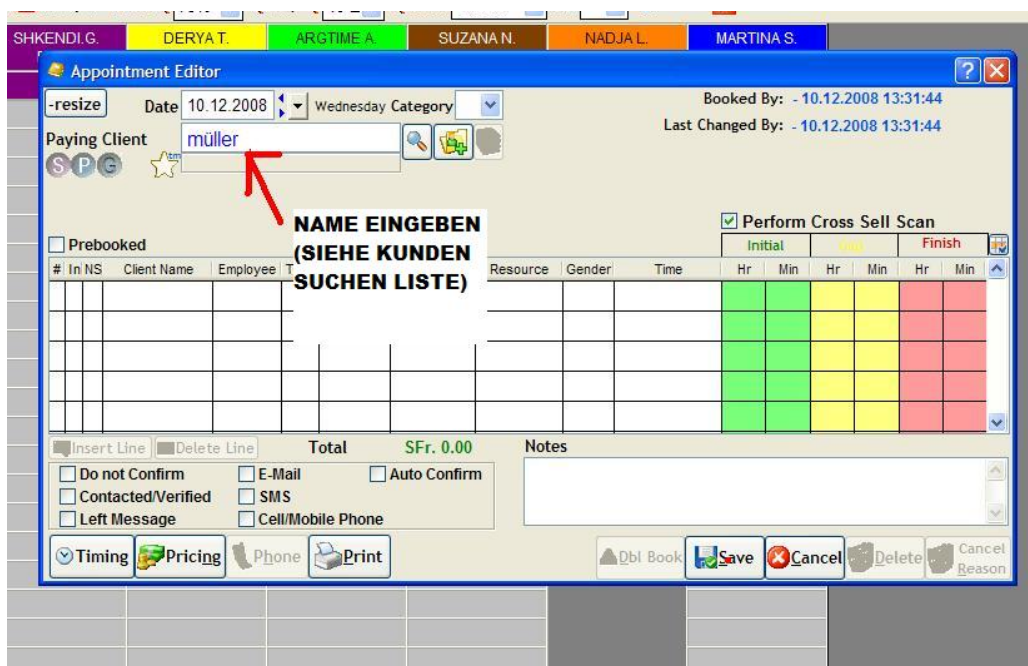 SHKENDI.G. DERYA T. ARGTIME A. SUZANA N. NADJA L. MARTINA S.
Appointment Editor
-resize Date 10.12.2008 Wednesday Category Booked By: - 10.12.2008 13:31:44
Last Changed By: - 10.12.2008 13:31:44
Paying Client müller
S P G tm
NAME EINGEBEN
(SIEHE KUNDEN
SUCHEN LISTE)
Perform Cross Sell Scan
Prebooked Initial Finish
# In NS Client Name Employee Resource Gender Time Hr Min Hr Min Hr Min
Insert Line Delete Line Total SFr. 0.00 Notes
Do not Confirm E-Mail Auto Confirm
Contacted/Verified SMS
Left Message Cell/Mobile Phone
Timing Pricing Phone Print Dbl Book Save Cancel Delete Cancel Reason